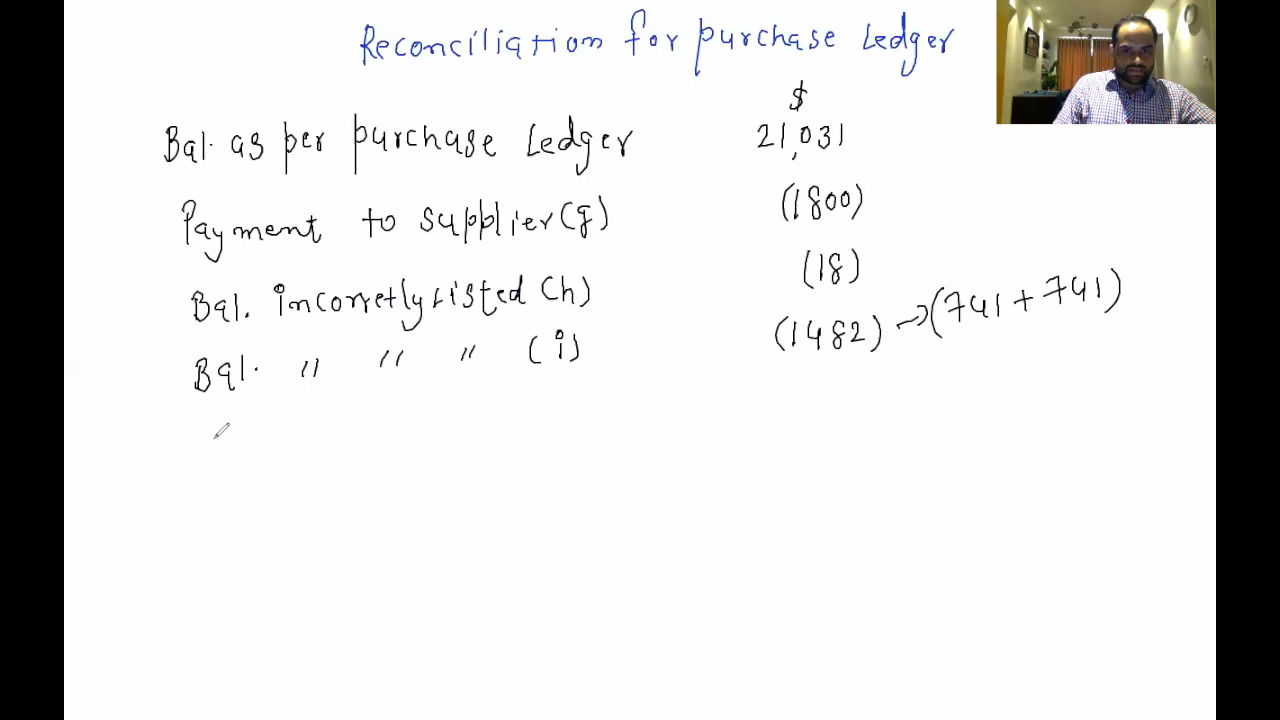 Reconciliation for purchase Ledger
$
Bal. as per purchase Ledger 21,031
Payment to supplier (g) (1800)
Bal. incorretly listed (h) (18)
Bal. " " " (i) (1482) → (741 + 741)